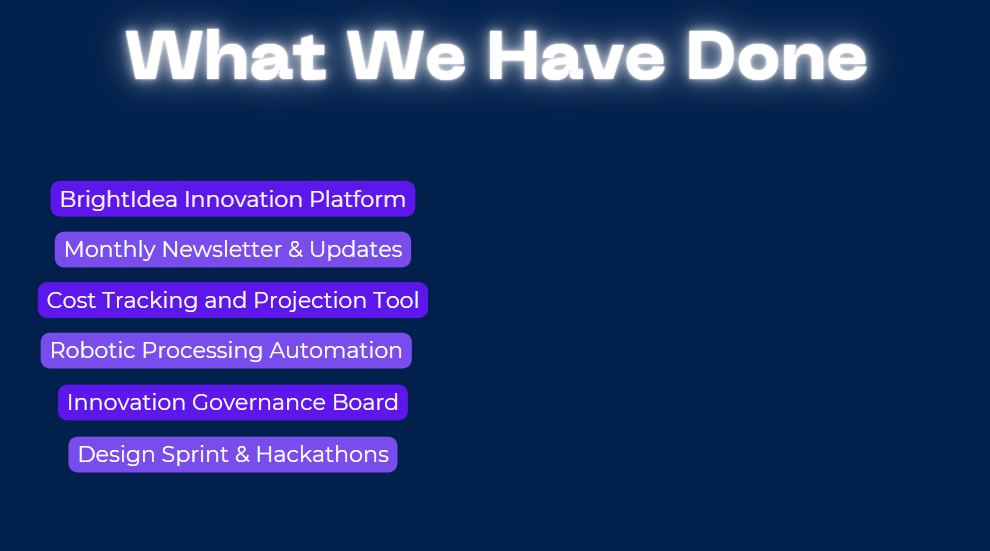 What We Have Done
BrightIdea Innovation Platform
Monthly Newsletter & Updates
Cost Tracking and Projection Tool
Robotic Processing Automation
Innovation Governance Board
Design Sprint & Hackathons